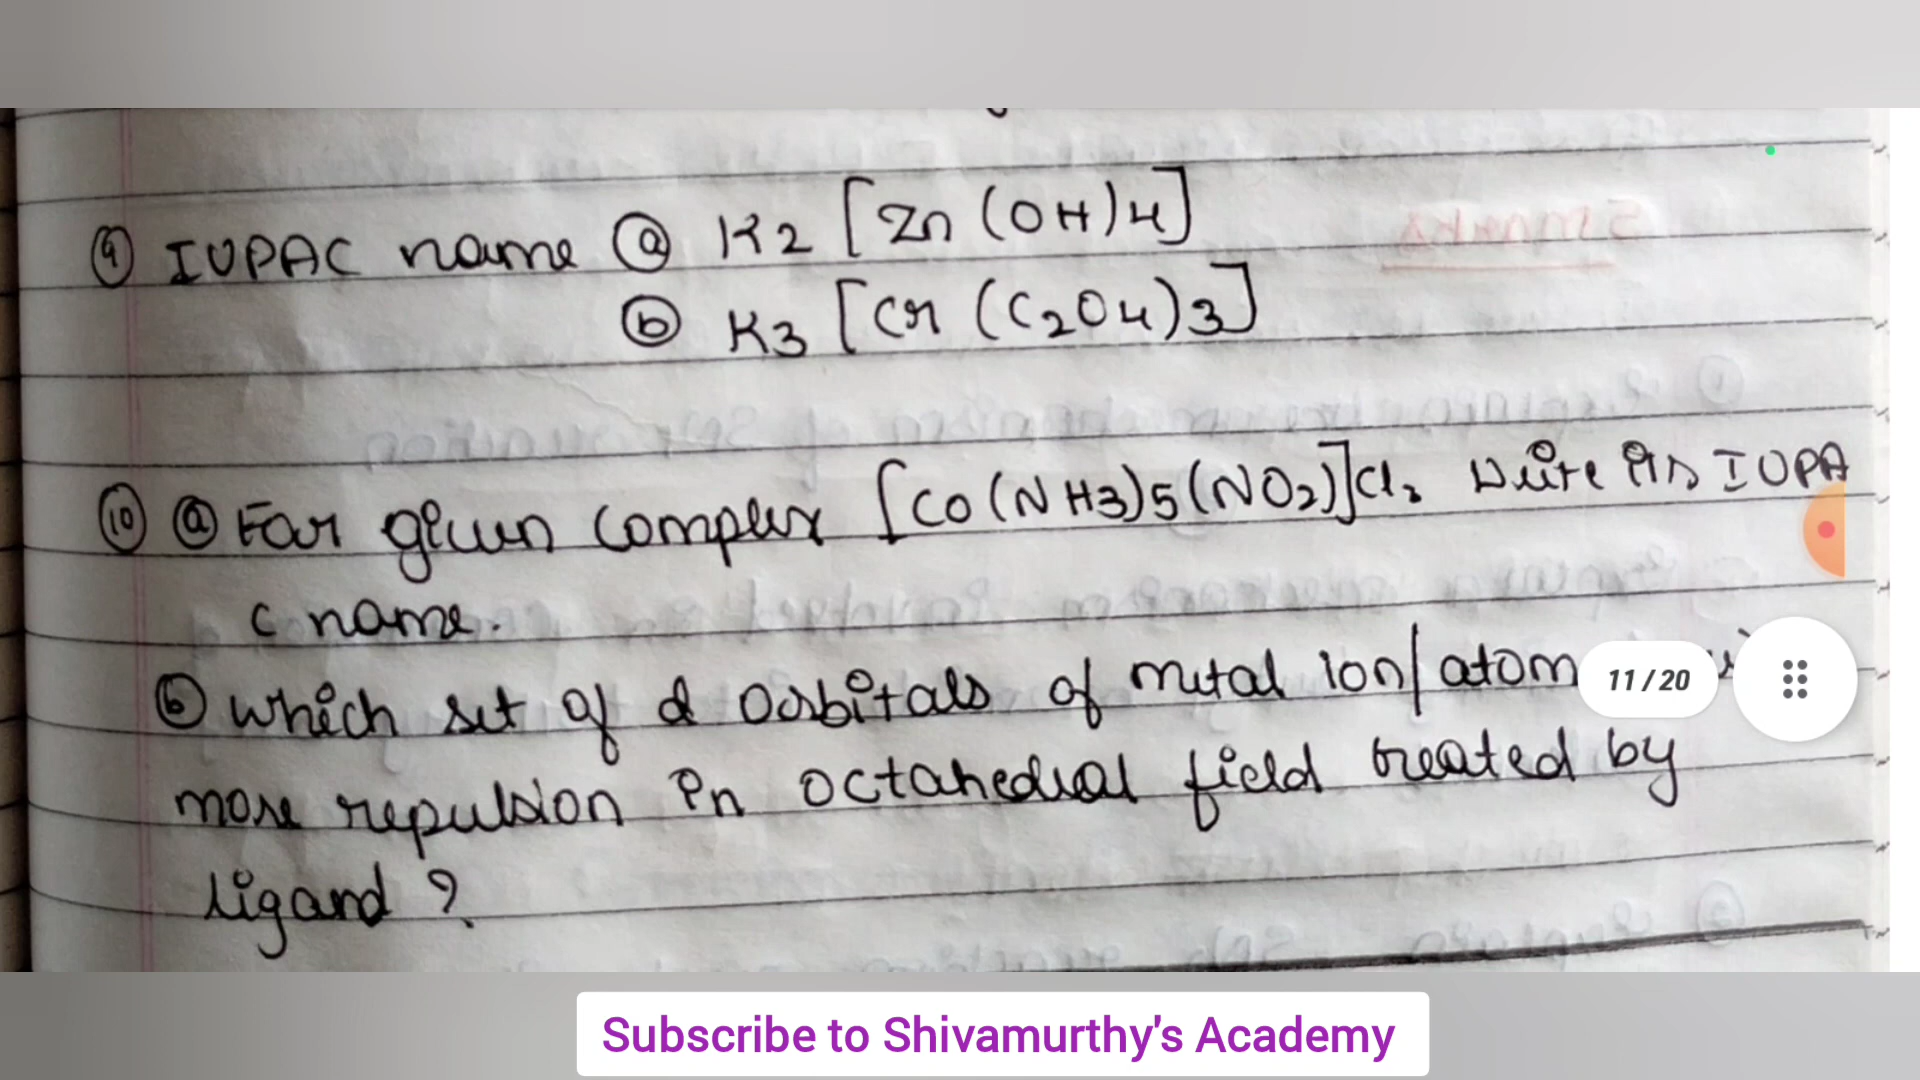 9 IUPAC name a K2 [Zn (OH)4]
b K3 [Cr (C2O4)3]
10 a For given complex [Co(NH3)5(NO2)]Cl2 Write its IUPA
C name.
b which set of d orbitals of metal ion/atom
11/20
more repulsion in octahedral field created by
ligand ?
Subscribe to Shivamurthy's Academy